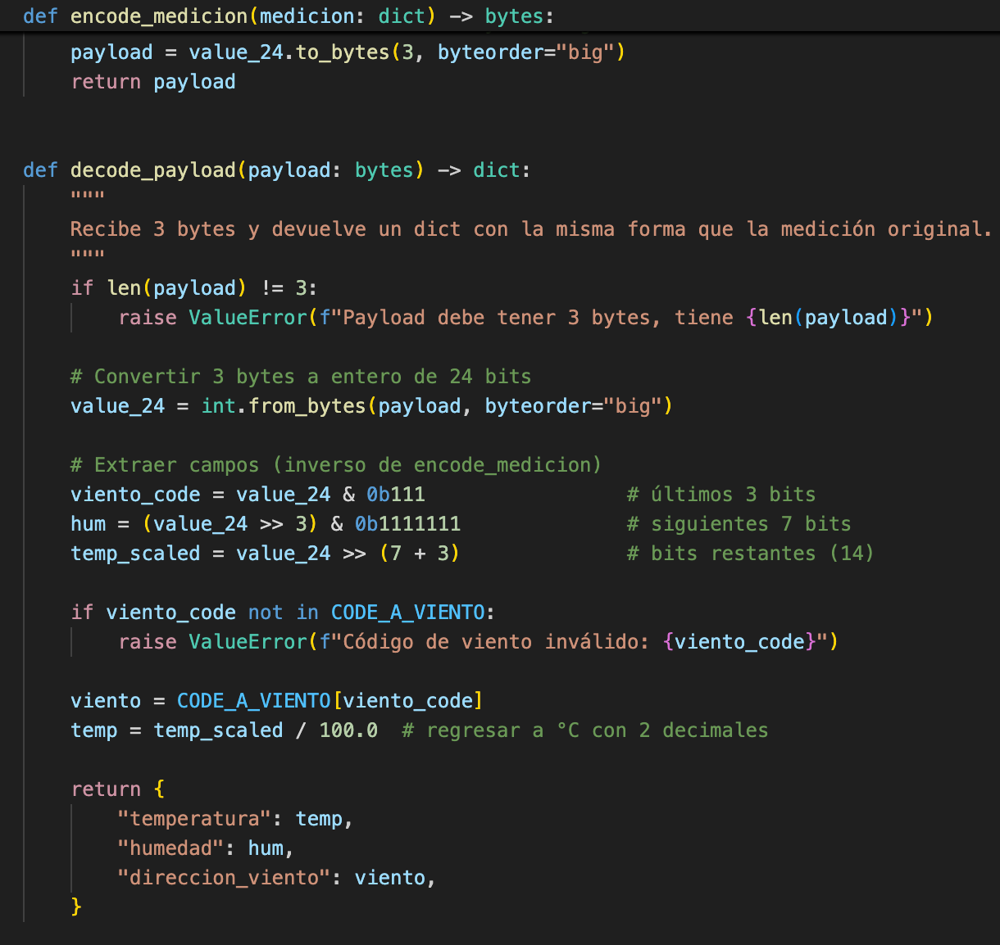 def encode_medicion(medicion: dict) -> bytes:
    payload = value_24.to_bytes(3, byteorder="big")
    return payload
def decode_payload(payload: bytes) -> dict:
    """
    Recibe 3 bytes y devuelve un dict con la misma forma que la medición original.
    """
    if len(payload) != 3:
        raise ValueError(f"Payload debe tener 3 bytes, tiene {len(payload)}")
    # Convertir 3 bytes a entero de 24 bits
    value_24 = int.from_bytes(payload, byteorder="big")
    # Extraer campos (inverso de encode_medicion)
    viento_code = value_24 & 0b111                 # últimos 3 bits
    hum = (value_24 >> 3) & 0b1111111              # siguientes 7 bits
    temp_scaled = value_24 >> (7 + 3)              # bits restantes (14)
    if viento_code not in CODE_A_VIENTO:
        raise ValueError(f"Código de viento inválido: {viento_code}")
    viento = CODE_A_VIENTO[viento_code]
    temp = temp_scaled / 100.0  # regresar a °C con 2 decimales
    return {
        "temperatura": temp,
        "humedad": hum,
        "direccion_viento": viento,
    }